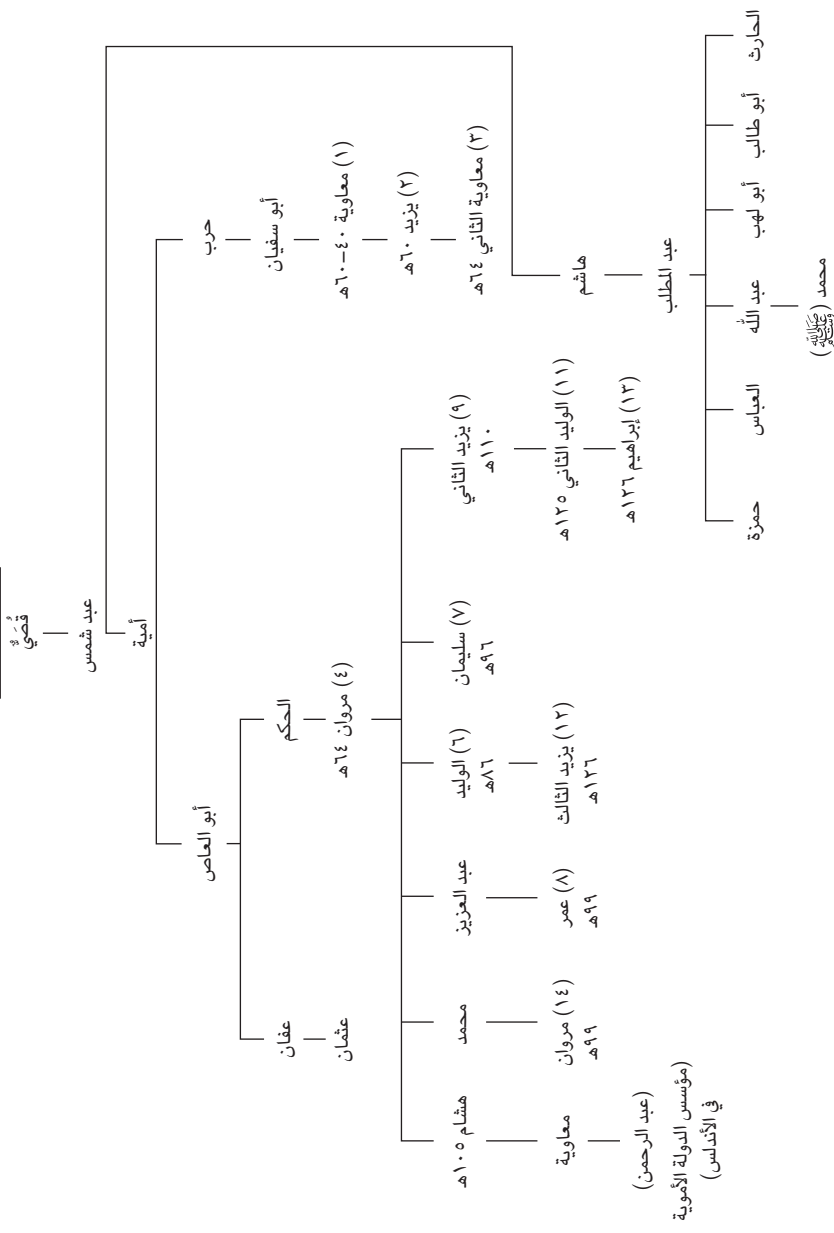 قُصَيٌّ
عبد شمس
أمية
حرب
أبو سفيان
(١) معاوية ٤٠–٦٠هـ
(٢) يزيد ٦٠هـ
(٣) معاوية الثاني ٦٤هـ
أبو العاص
الحكم
(٤) مروان ٦٤هـ
عفان
عثمان
(٩) يزيد الثاني
١١٠هـ
(١١) الوليد الثاني ١٢٥هـ
(١٣) إبراهيم ١٢٦هـ
(٧) سليمان
٩٦هـ
(٦) الوليد
٨٦هـ
(١٢) يزيد الثالث
١٢٦هـ
عبد العزيز
(٨) عمر
٩٩هـ
محمد
(١٤) مروان
٩٩هـ
هشام ١٠٥هـ
معاوية
(عبد الرحمن)
(مؤسس الدولة الأموية
في الأندلس)
هاشم
عبد المطلب
الحارث
أبو طالب
أبو لهب
عبد الله
العباس
حمزة
محمد (ﷺ)